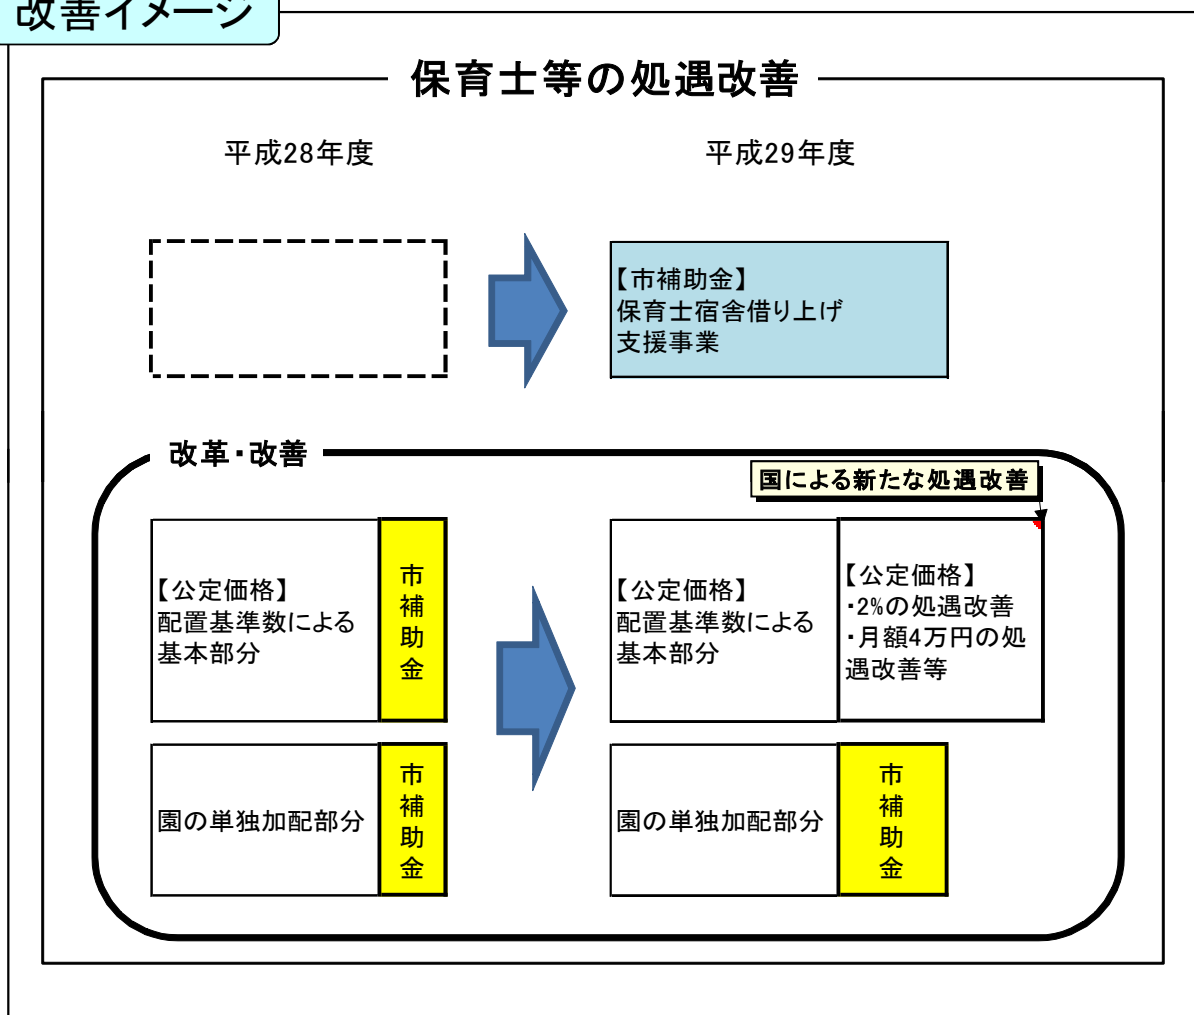 改善イメージ
保育士等の処遇改善
平成28年度
平成29年度
【市補助金】
保育士宿舎借り上げ
支援事業
改革・改善
国による新たな処遇改善
【公定価格】
配置基準数による
基本部分
市
補
助
金
【公定価格】
配置基準数による
基本部分
【公定価格】
・2%の処遇改善
・月額4万円の処
遇改善等
園の単独加配部分
市
補
助
金
園の単独加配部分
市
補
助
金